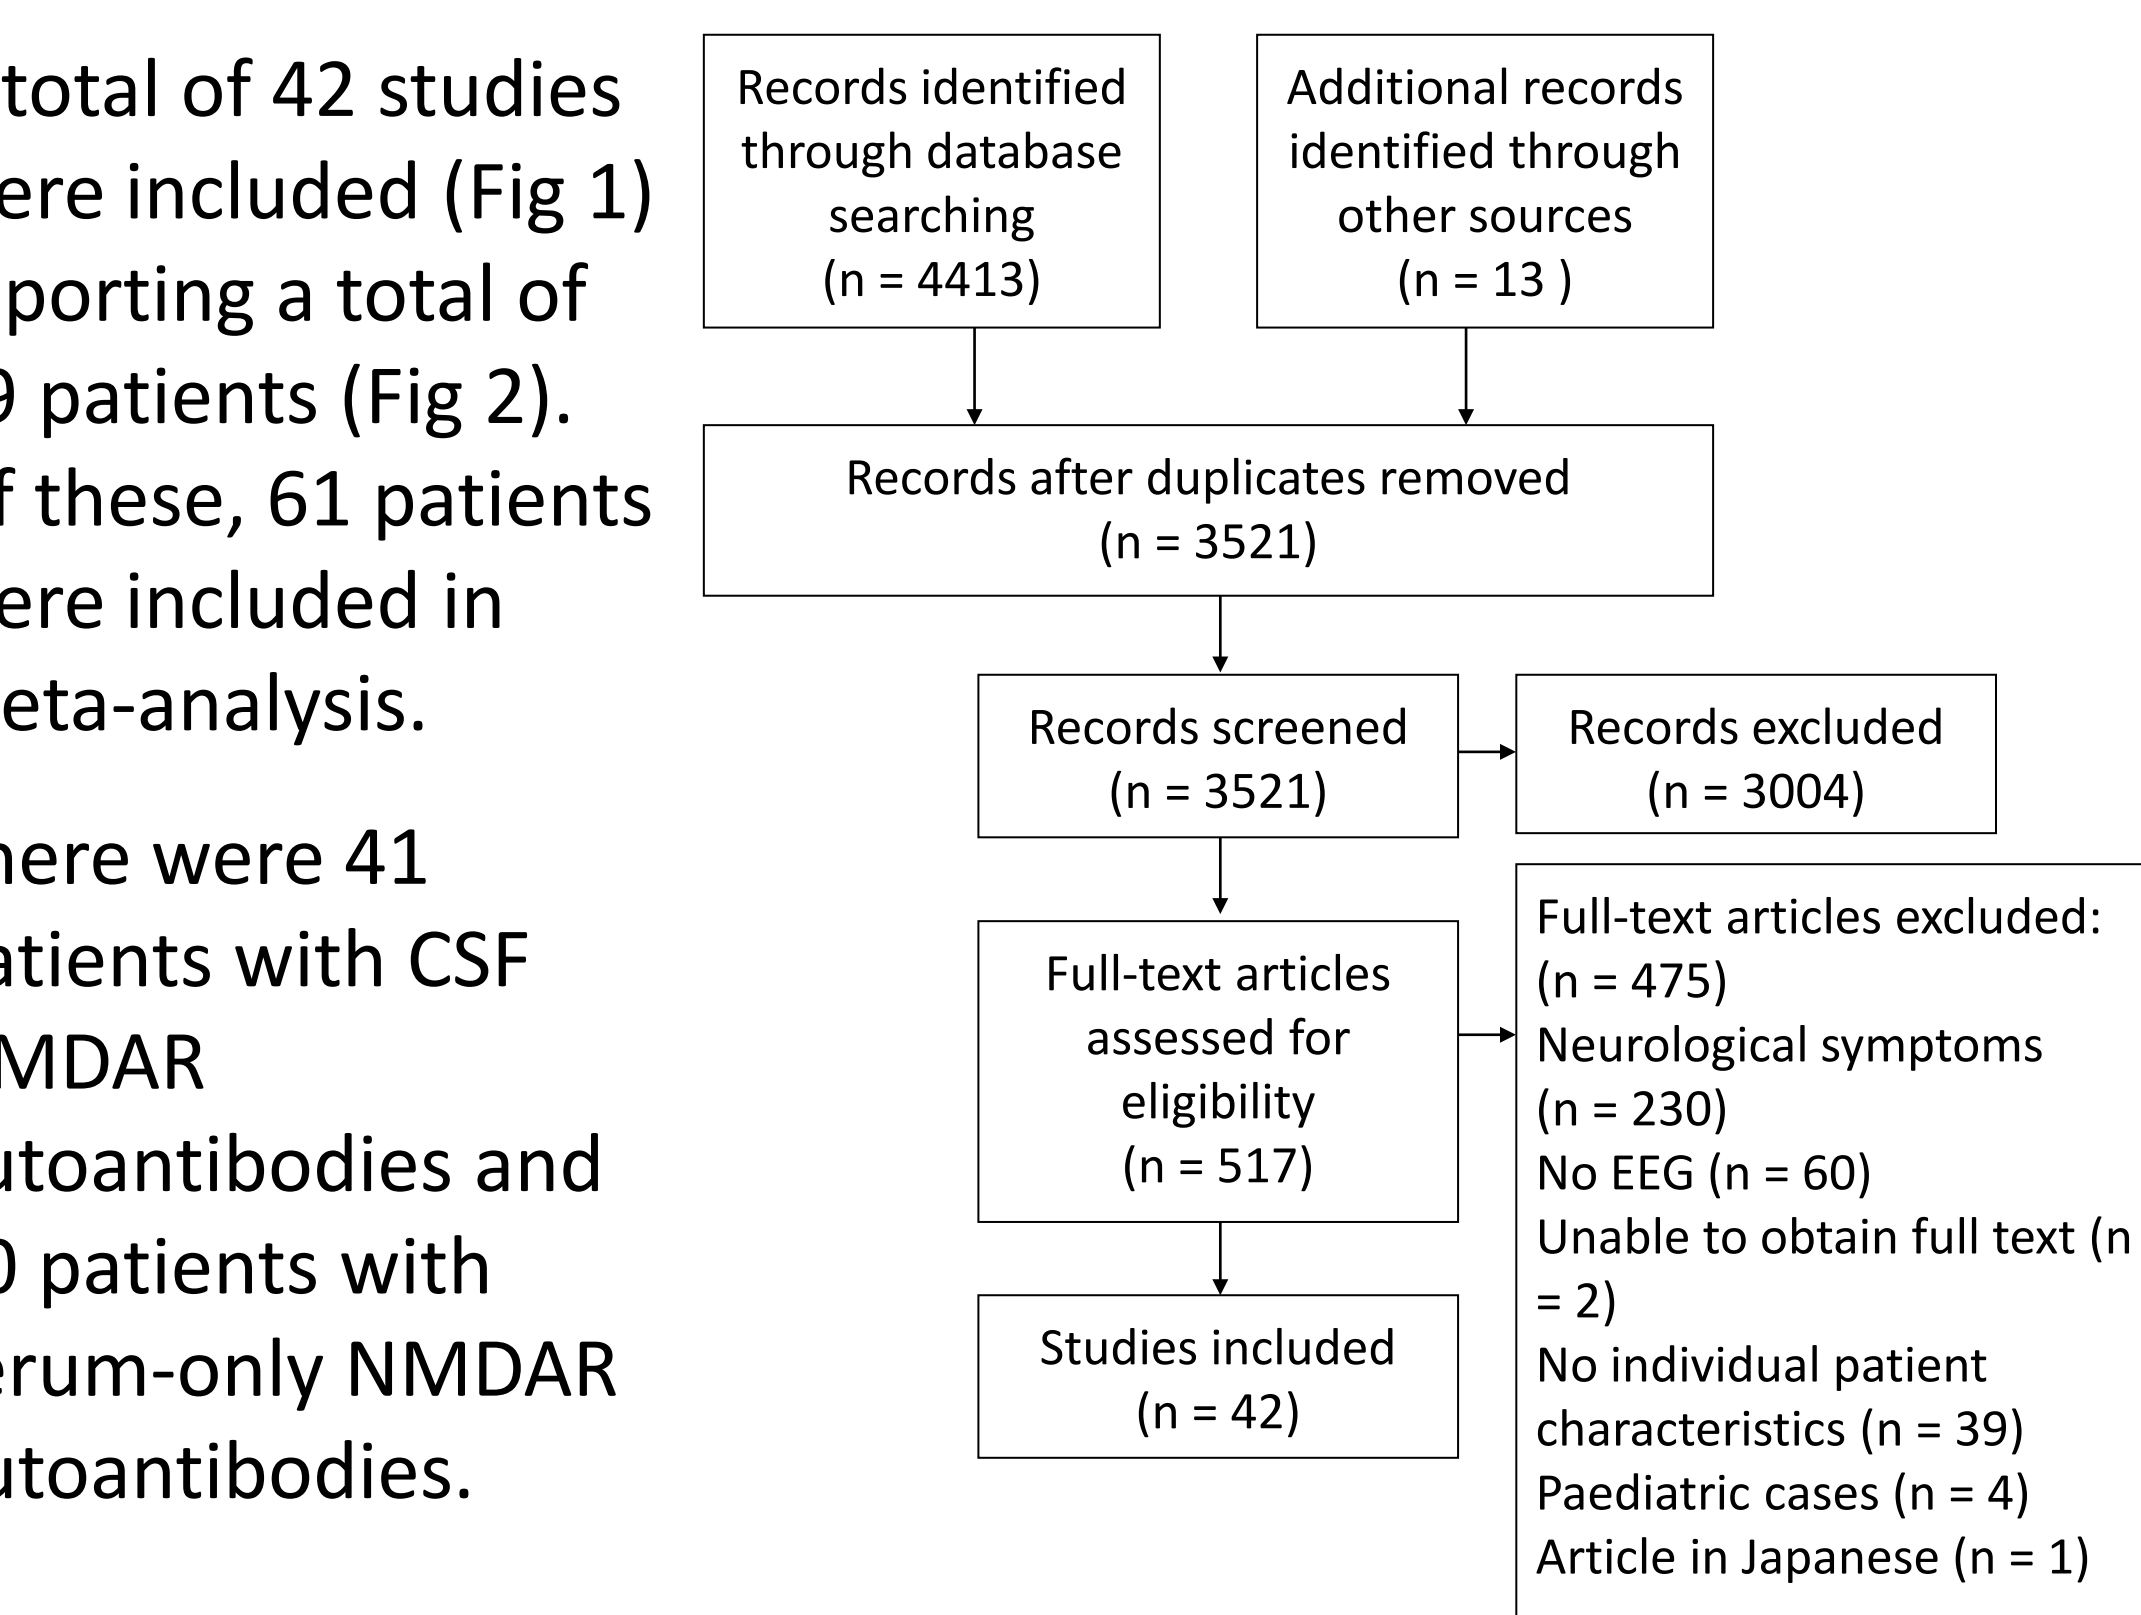 total of 42 studies
ere included (Fig 1)
porting a total of
9 patients (Fig 2).
f these, 61 patients
ere included in
eta-analysis.
here were 41
atients with CSF
MDAR
utoantibodies and
0 patients with
erum-only NMDAR
utoantibodies.
Records identified
through database
searching
(n = 4413)
Additional records
identified through
other sources
(n = 13 )
Records after duplicates removed
(n = 3521)
Records screened
(n = 3521)
Records excluded
(n = 3004)
Full-text articles
assessed for
eligibility
(n = 517)
Full-text articles excluded:
(n = 475)
Neurological symptoms
(n = 230)
No EEG (n = 60)
Unable to obtain full text (n
= 2)
No individual patient
characteristics (n = 39)
Paediatric cases (n = 4)
Article in Japanese (n = 1)
Studies included
(n = 42)